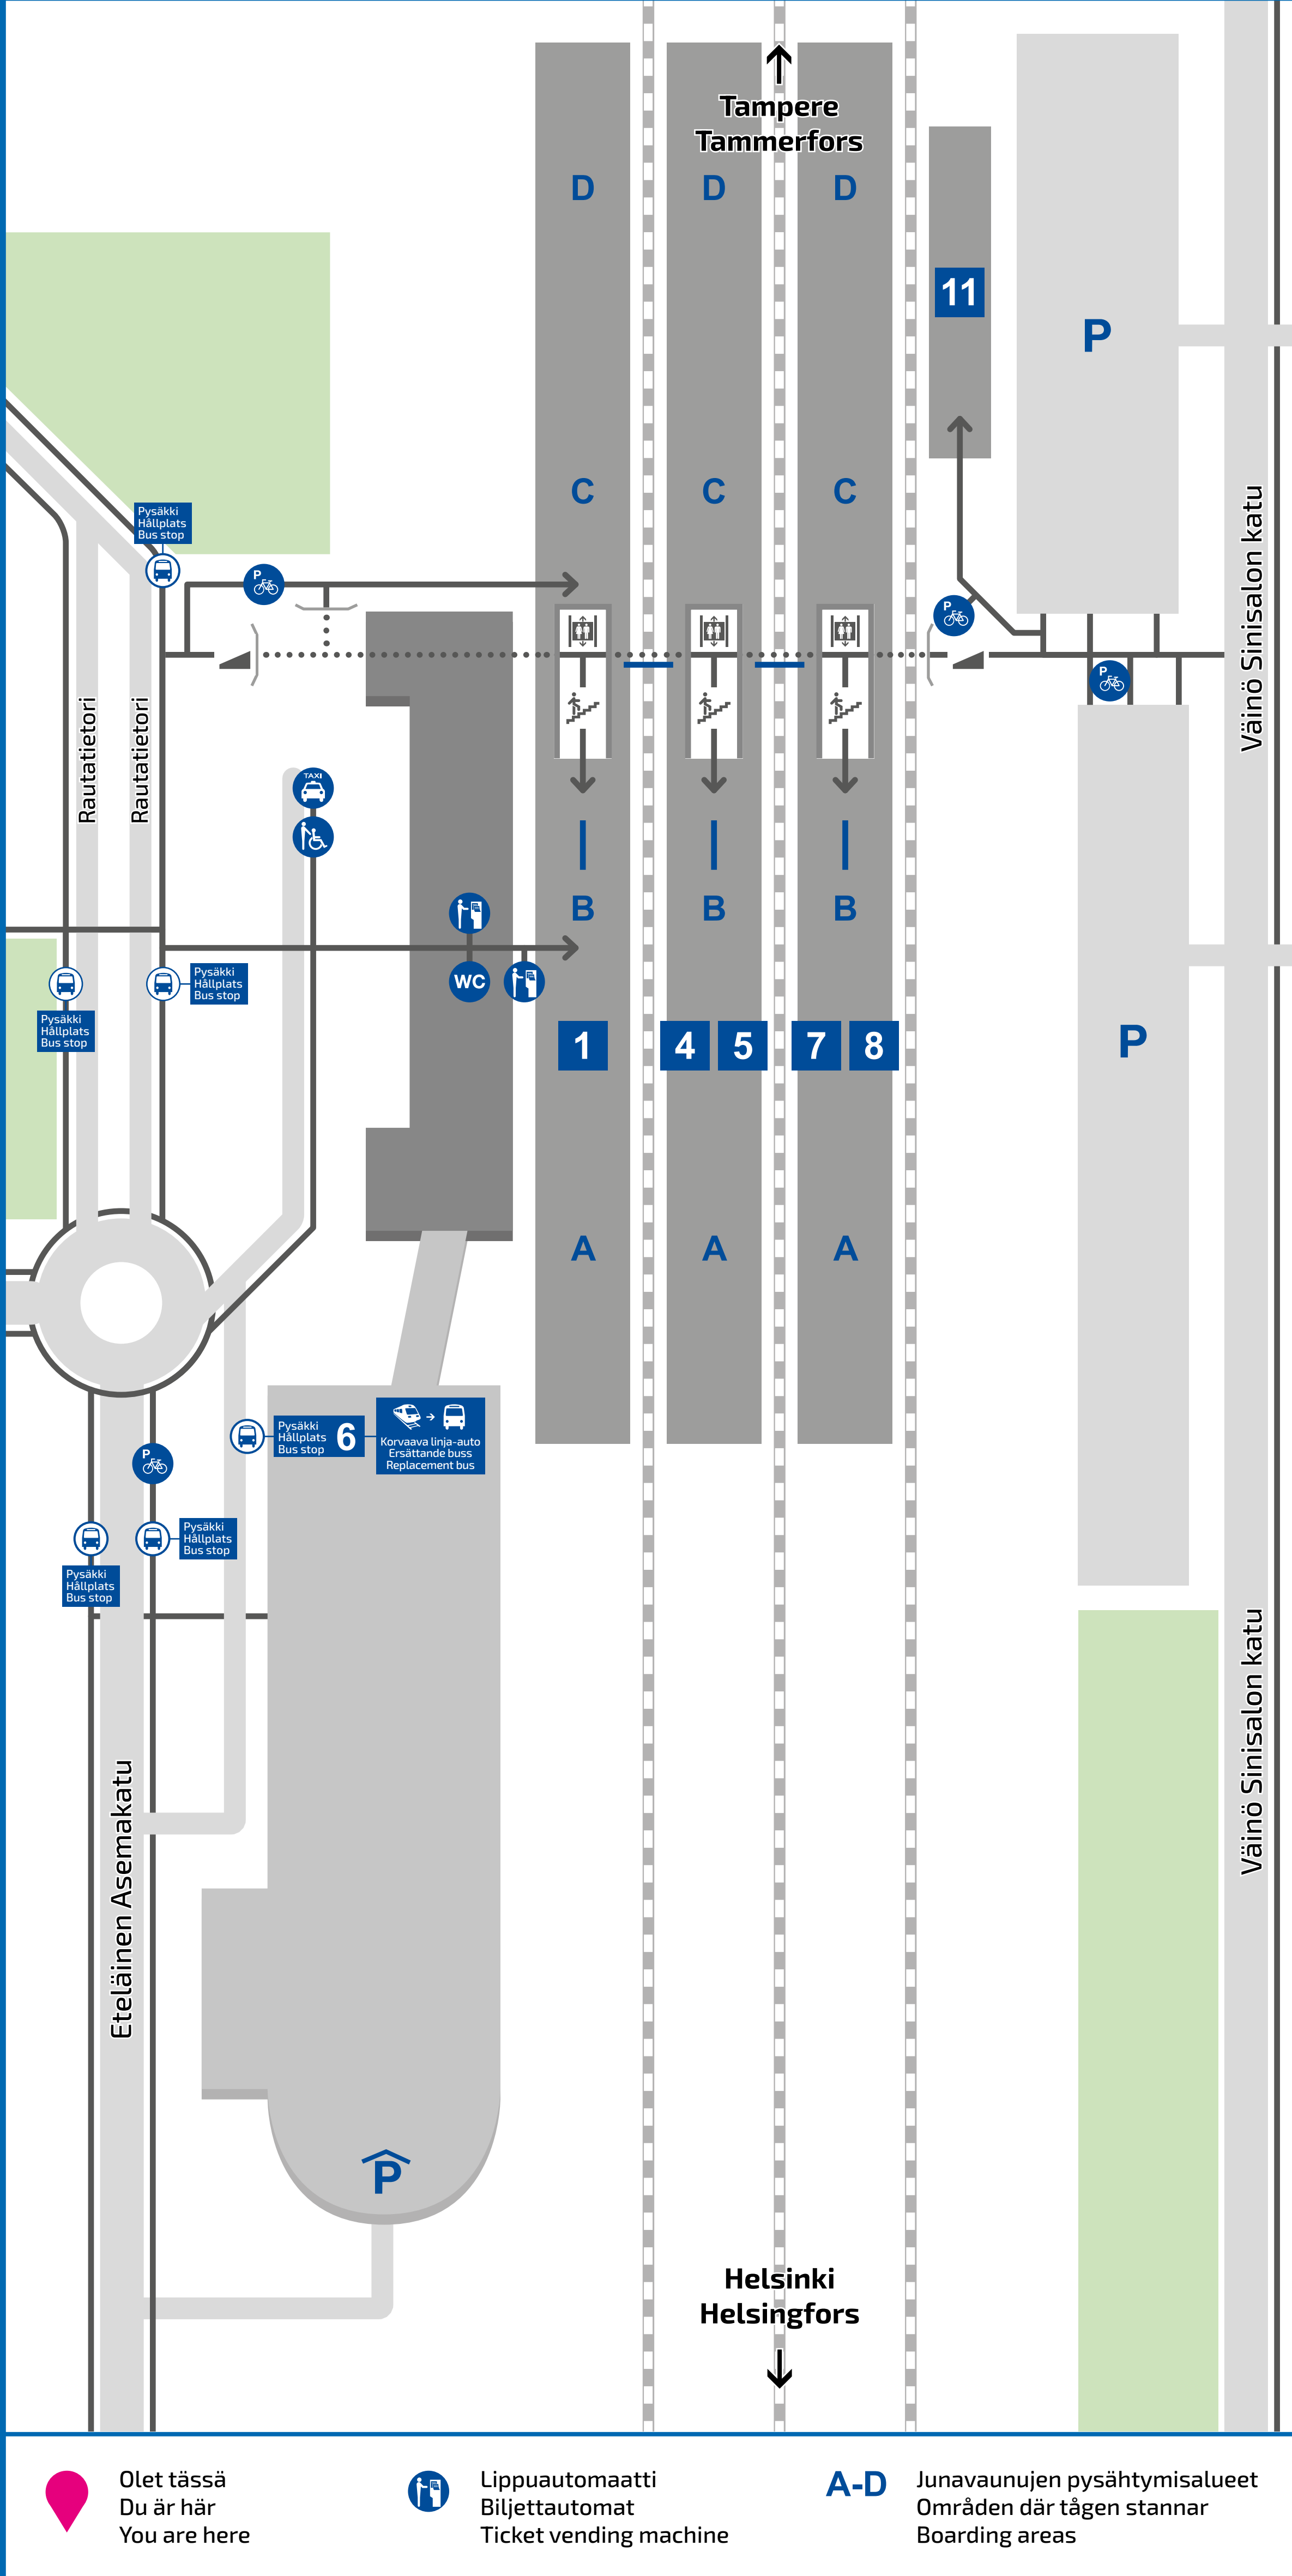 Tampere
Tammerfors
D
D
D
11
P
C
C
C
Väinö Sinisalon katu
Pysäkki
Hållplats
Bus stop
P
P
P
Rautatietori
Rautatietori
TAXI
B
B
B
WC
Pysäkki
Hållplats
Bus stop
Pysäkki
Hållplats
Bus stop
1
4
5
7
8
P
A
A
A
Pysäkki
Hållplats
Bus stop
6
Korvaava linja-auto
Ersättande buss
Replacement bus
P
Pysäkki
Hållplats
Bus stop
Pysäkki
Hållplats
Bus stop
Väinö Sinisalon katu
Eteläinen Asemakatu
P
Helsinki
Helsingfors
Olet tässä
Du är här
You are here
Lippuautomaatti
Biljettautomat
Ticket vending machine
A-D
Junavaunujen pysähtymisalueet
Områden där tågen stannar
Boarding areas